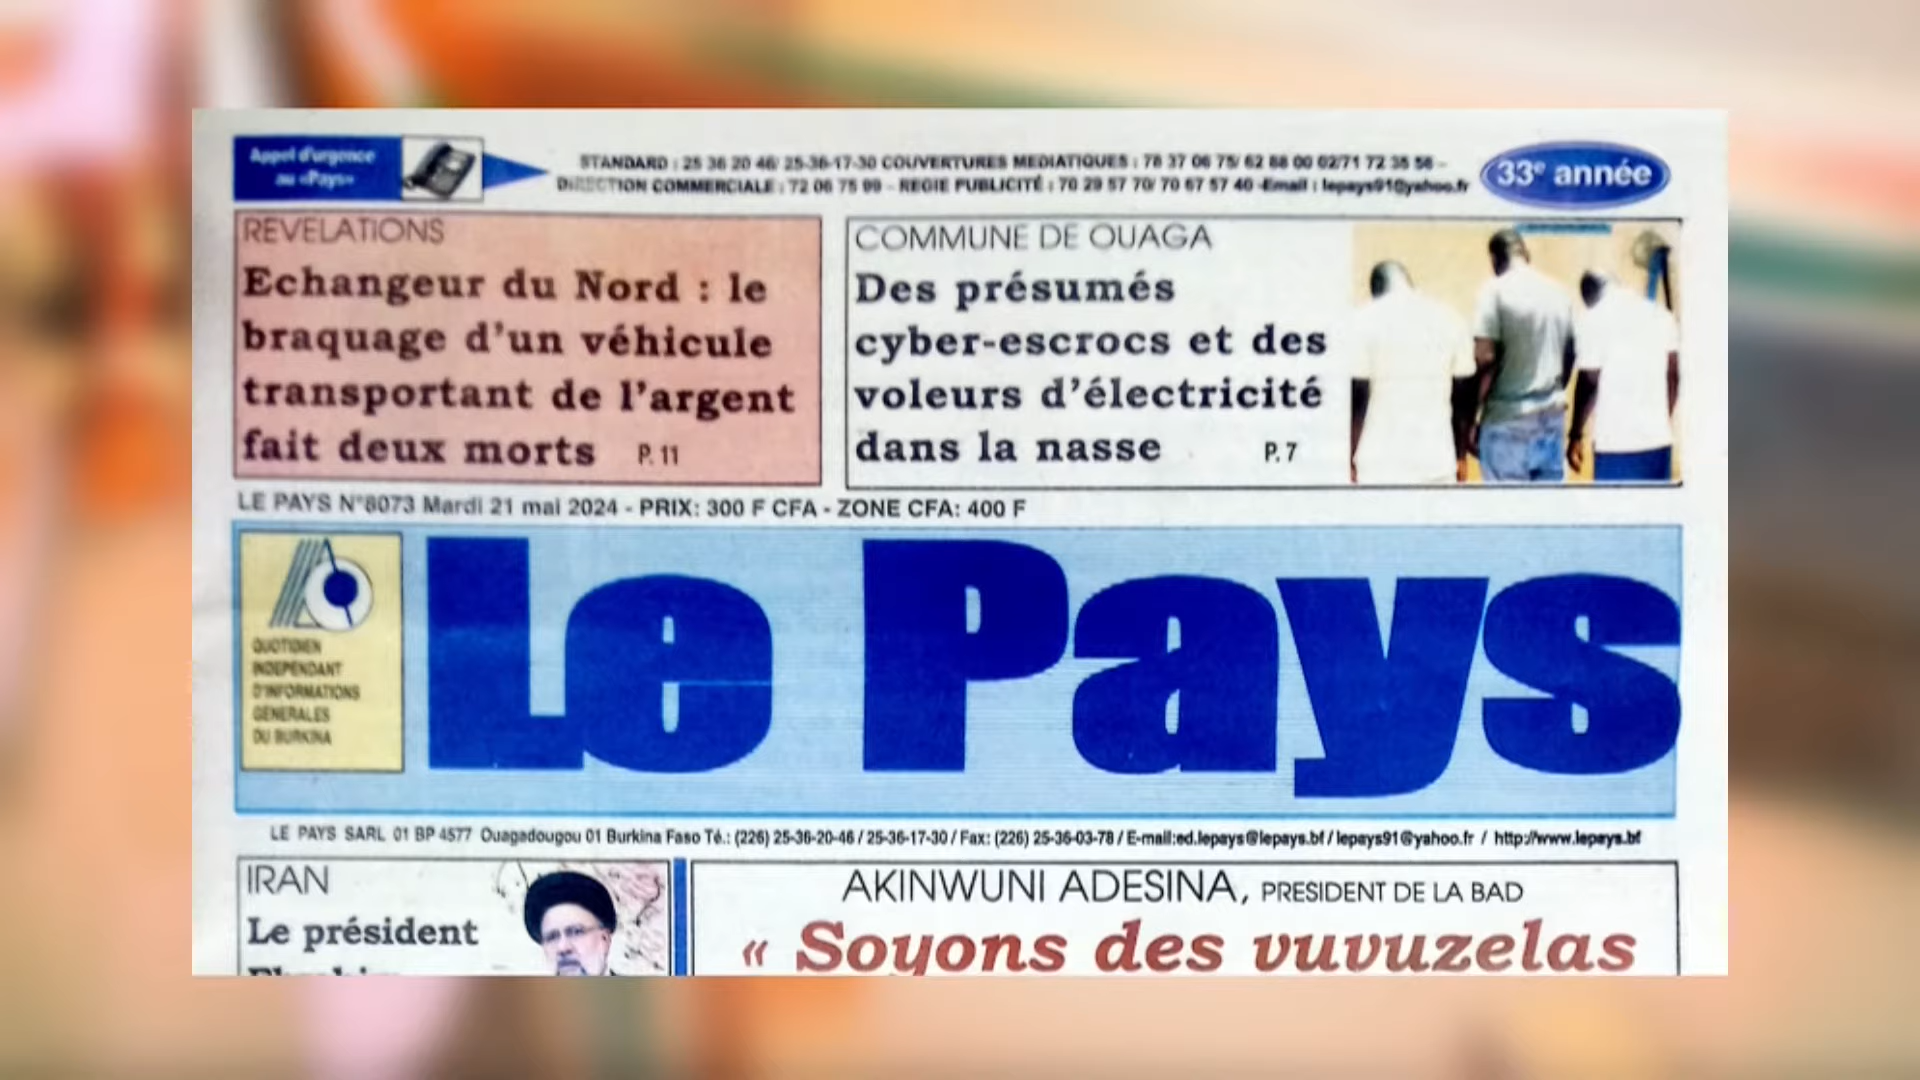 Appel d'urgence
au «Pays»
STANDARD : 25 36 20 46/ 25-36-17-30 COUVERTURES MEDIATIQUES : 78 37 06 75/ 62 88 00 02/71 72 35 56 -
DIRECTION COMMERCIALE : 72 06 75 99 - REGIE PUBLICITÉ : 70 29 57 70/ 70 67 57 40 -Email : lepays91@yahoo.fr
33e année
REVELATIONS
Echangeur du Nord : le
braquage d'un véhicule
transportant de l'argent
fait deux morts P. 11
COMMUNE DE OUAGA
Des présumés
cyber-escrocs et des
voleurs d'électricité
dans la nasse P. 7
LE PAYS N°8073 Mardi 21 mai 2024 - PRIX: 300 F CFA - ZONE CFA: 400 F
QUOTIDIEN
INDEPENDANT
D'INFORMATIONS
GENERALES
DU BURKINA
Le Pays
LE PAYS SARL 01 BP 4577 Ouagadougou 01 Burkina Faso Té.: (226) 25-36-20-46 / 25-36-17-30 / Fax: (226) 25-36-03-78 / E-mail:ed.lepays@lepays.bf / lepays91@yahoo.fr / http://www.lepays.bf
IRAN
Le président
AKINWUNI ADESINA, PRESIDENT DE LA BAD
« Soyons des vuvuzelas